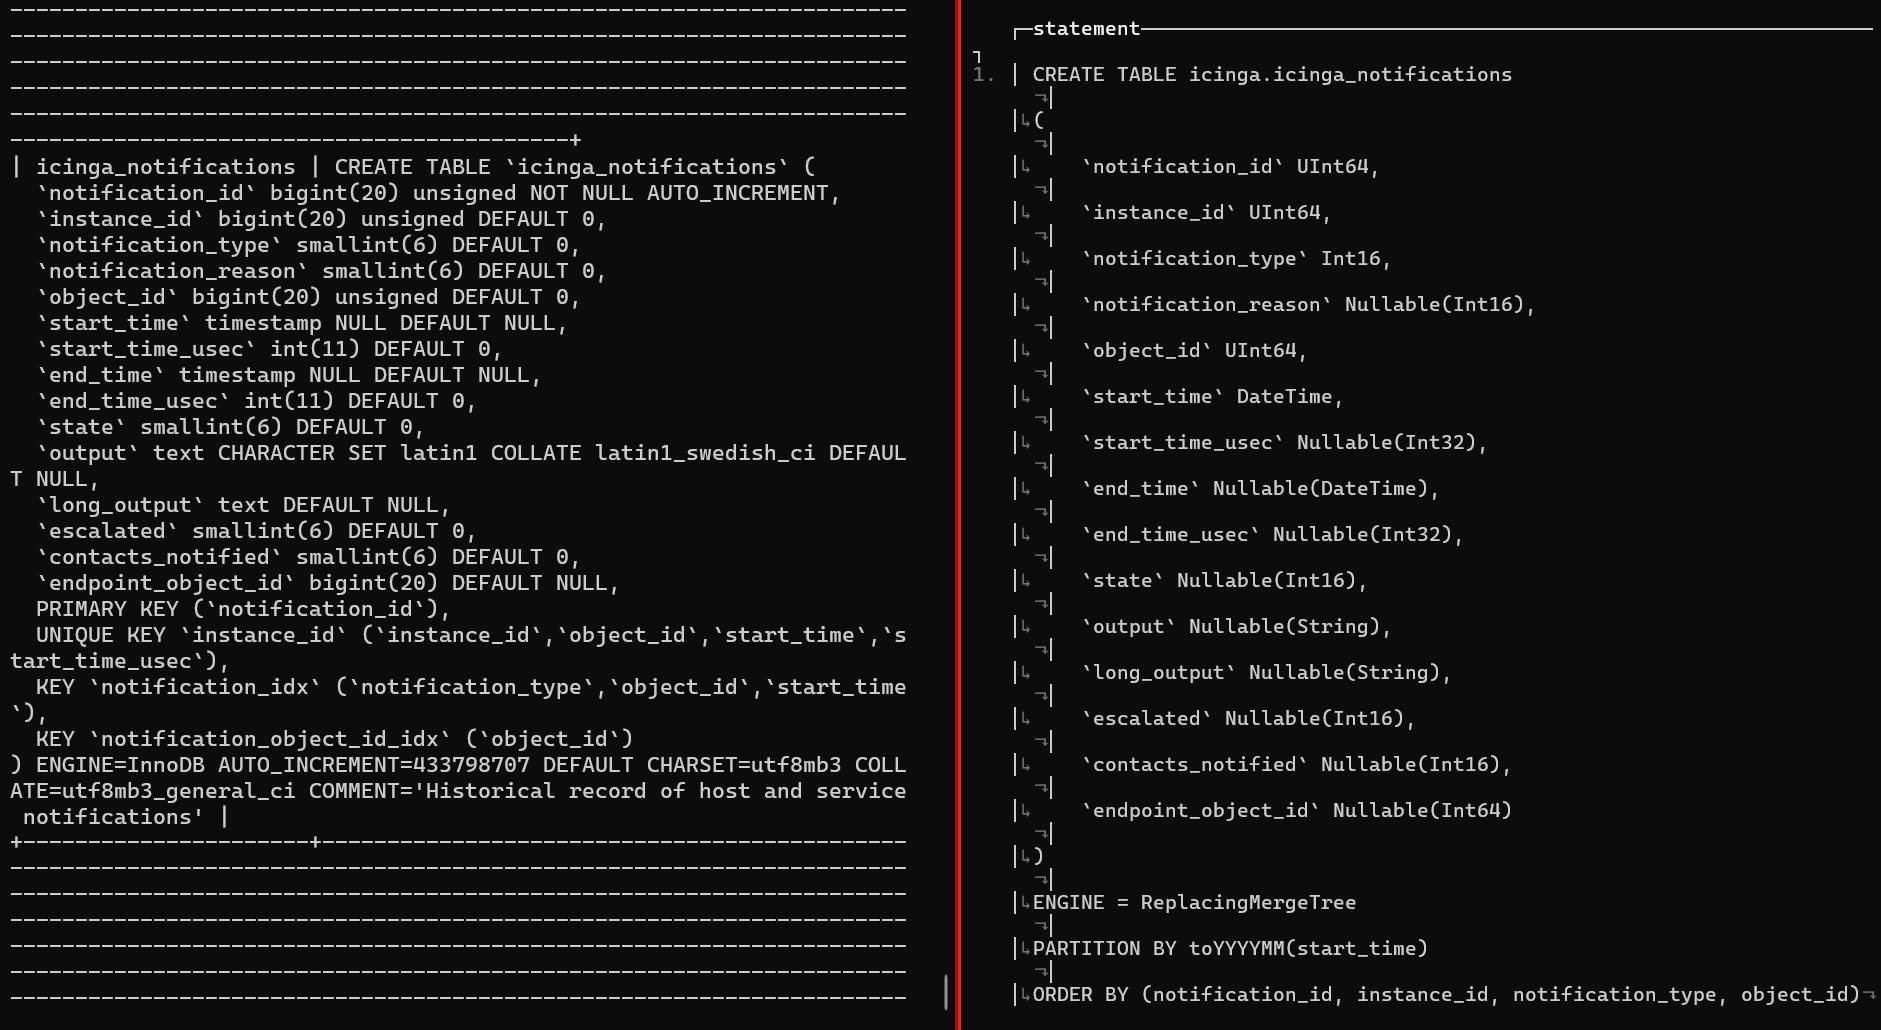 | icinga_notifications | CREATE TABLE `icinga_notifications` (
`notification_id` bigint(20) unsigned NOT NULL AUTO_INCREMENT,
`instance_id` bigint(20) unsigned DEFAULT 0,
`notification_type` smallint(6) DEFAULT 0,
`notification_reason` smallint(6) DEFAULT 0,
`object_id` bigint(20) unsigned DEFAULT 0,
`start_time` timestamp NULL DEFAULT NULL,
`start_time_usec` int(11) DEFAULT 0,
`end_time` timestamp NULL DEFAULT NULL,
`end_time_usec` int(11) DEFAULT 0,
`state` smallint(6) DEFAULT 0,
`output` text CHARACTER SET latin1 COLLATE latin1_swedish_ci DEFAUL
T NULL,
`long_output` text DEFAULT NULL,
`escalated` smallint(6) DEFAULT 0,
`contacts_notified` smallint(6) DEFAULT 0,
`endpoint_object_id` bigint(20) DEFAULT NULL,
PRIMARY KEY (`notification_id`),
UNIQUE KEY `instance_id` (`instance_id`,`object_id`,`start_time`,`s
tart_time_usec`),
KEY `notification_idx` (`notification_type`,`object_id`,`start_time
`),
KEY `notification_object_id_idx` (`object_id`)
) ENGINE=InnoDB AUTO_INCREMENT=433798707 DEFAULT CHARSET=utf8mb3 COLL
ATE=utf8mb3_general_ci COMMENT='Historical record of host and service
notifications' |
statement
1. CREATE TABLE icinga.icinga_notifications
(
`notification_id` UInt64,
`instance_id` UInt64,
`notification_type` Int16,
`notification_reason` Nullable(Int16),
`object_id` UInt64,
`start_time` DateTime,
`start_time_usec` Nullable(Int32),
`end_time` Nullable(DateTime),
`end_time_usec` Nullable(Int32),
`state` Nullable(Int16),
`output` Nullable(String),
`long_output` Nullable(String),
`escalated` Nullable(Int16),
`contacts_notified` Nullable(Int16),
`endpoint_object_id` Nullable(Int64)
)
ENGINE = ReplacingMergeTree
PARTITION BY toYYYYMM(start_time)
ORDER BY (notification_id, instance_id, notification_type, object_id)